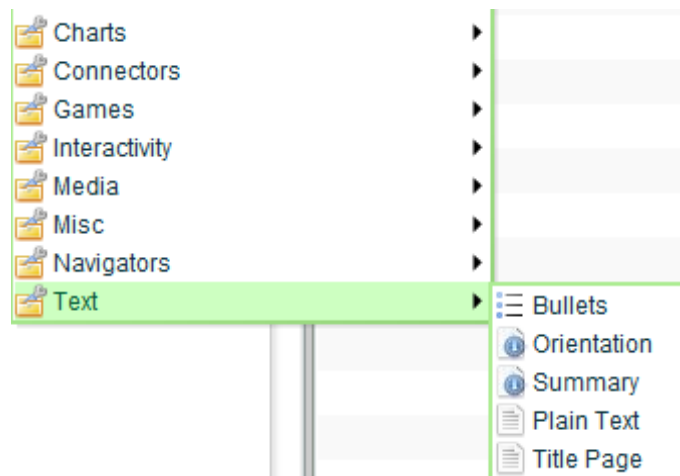 Charts
Connectors
Games
Interactivity
Media
Misc
Navigators
Text
Bullets
Orientation
Summary
Plain Text
Title Page